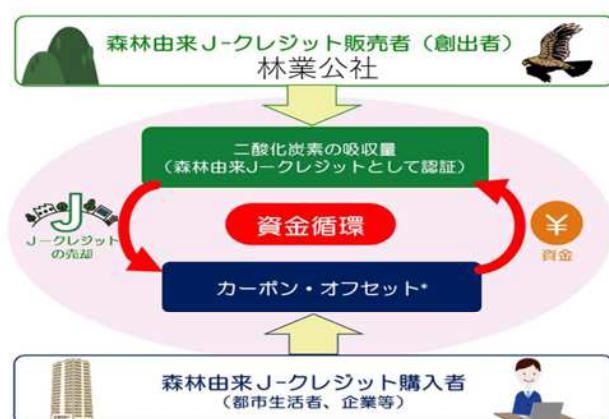 森林由来J-クレジット販売者(創出者)
林業公社
二酸化炭素の吸収量
(森林由来J-クレジットとして認証)
J
J-クレジット
の売却
資金循環
¥
資金
カーボン・オフセット*
森林由来J-クレジット購入者
(都市生活者、企業等)